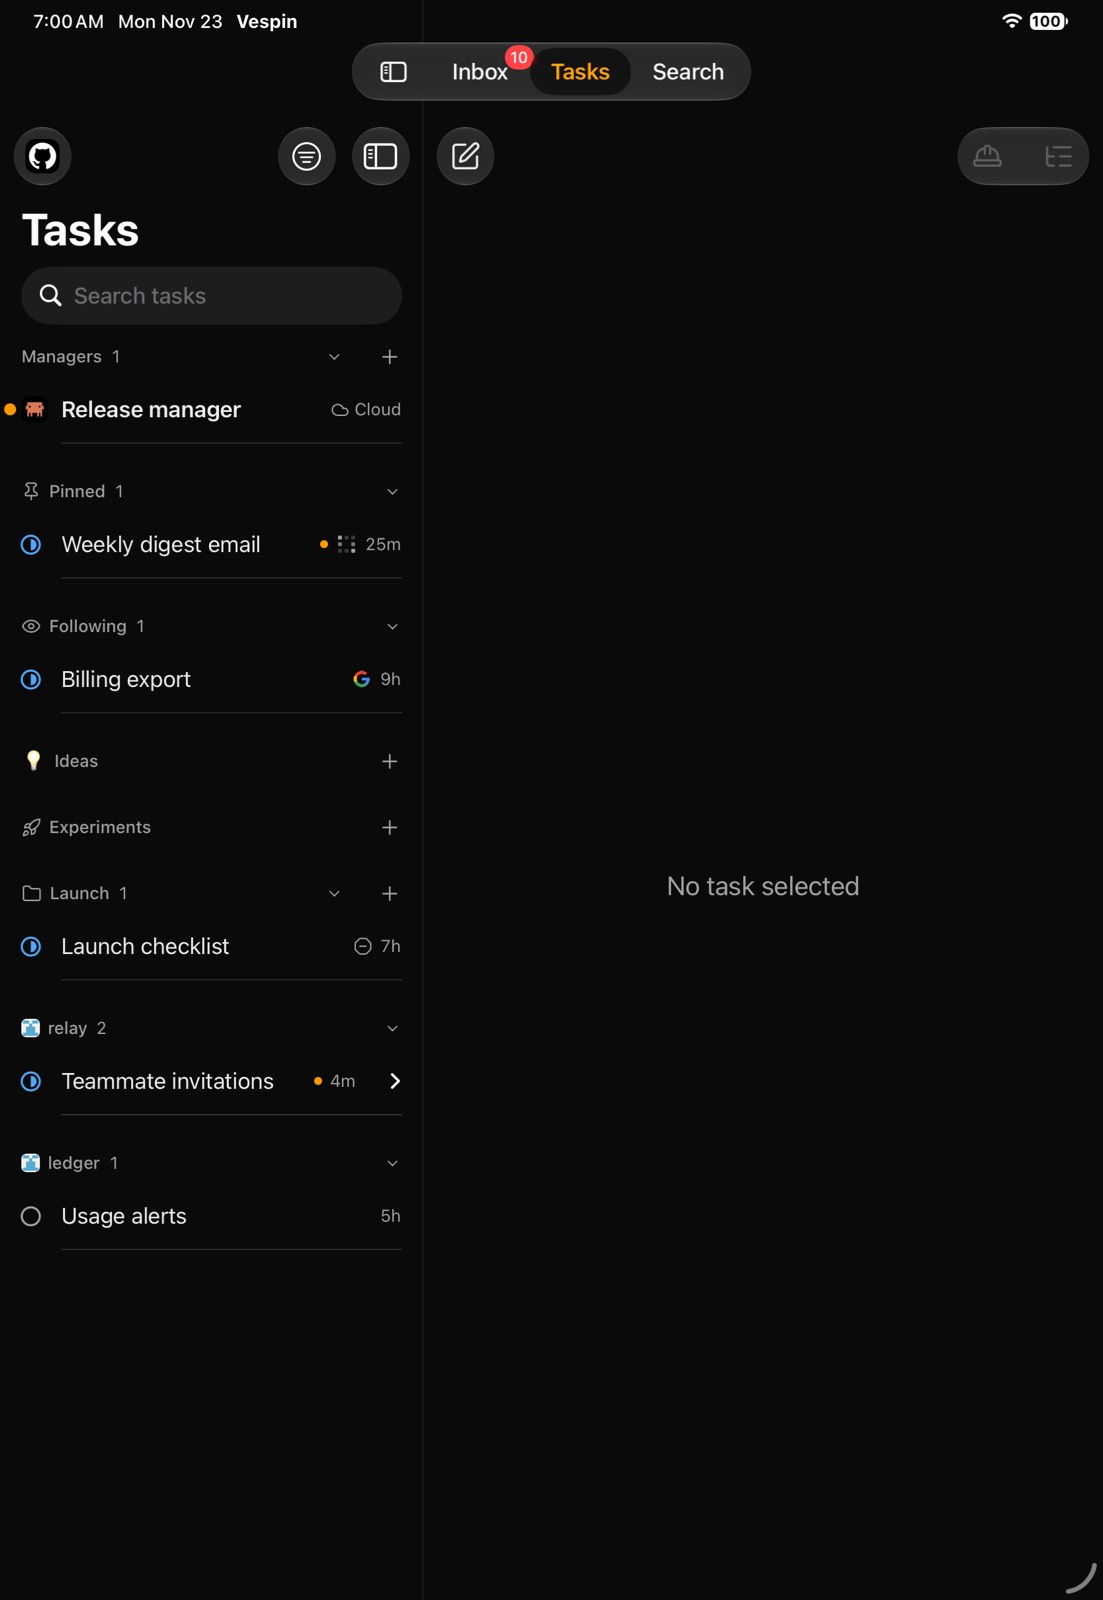 7:00 AM Mon Nov 23 Vespin
100
Inbox 10 Tasks Search
Tasks
Search tasks
Managers 1
Release manager Cloud
Pinned 1
Weekly digest email 25m
Following 1
Billing export 9h
Ideas
Experiments
Launch 1
Launch checklist 7h
relay 2
Teammate invitations 4m
ledger 1
Usage alerts 5h
No task selected